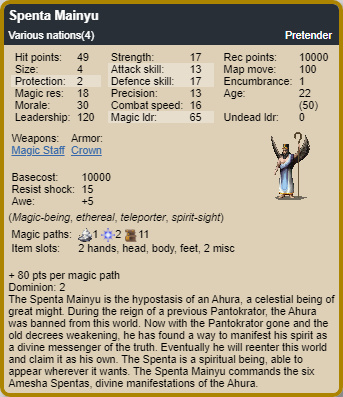 Spenta Mainyu
Various nations(4) Pretender
Hit points: 49 Strength: 17 Rec points: 10000
Size: 4 Attack skill: 13 Map move: 100
Protection: 2 Defence skill: 17 Encumbrance: 1
Magic res: 18 Precision: 13 Age: 22
Morale: 30 Combat speed: 16 (50)
Leadership: 120 Magic ldr: 65 Undead ldr: 0
Weapons: Armor:
Magic Staff Crown
Basecost: 10000
Resist shock: 15
Awe: +5
(Magic-being, ethereal, teleporter, spirit-sight)
Magic paths: 1 2 11
Item slots: 2 hands, head, body, feet, 2 misc
+ 80 pts per magic path
Dominion: 2
The Spenta Mainyu is the hypostasis of an Ahura, a celestial being of
great might. During the reign of a previous Pantokrator, the Ahura
was banned from this world. Now with the Pantokrator gone and the
old decrees weakening, he has found a way to manifest his spirit as
a divine messenger of the truth. Eventually he will reenter this world
and claim it as his own. The Spenta is a spiritual being, able to
appear wherever it wants. The Spenta Mainyu commands the six
Amesha Spentas, divine manifestations of the Ahura.